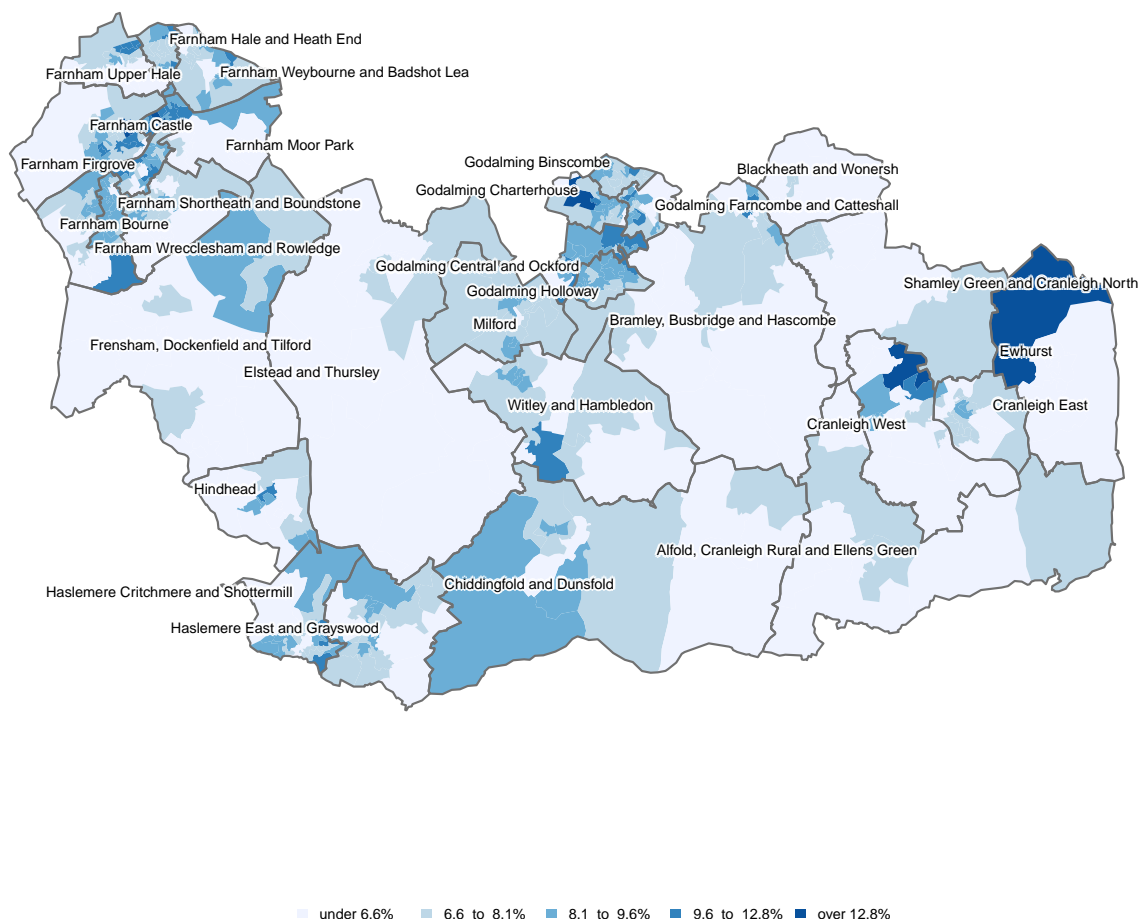 Farnham Hale and Heath End
Farnham Upper Hale
Farnham Weybourne and Badshot Lea
Farnham Castle
Farnham Moor Park
Farnham Firgrove
Godalming Binscombe
Blackheath and Wonersh
Godalming Charterhouse
Farnham Shortheath and Boundstone
Godalming Farncombe and Catteshall
Farnham Bourne
Farnham Wrecclesham and Rowledge
Godalming Central and Ockford
Shamley Green and Cranleigh North
Godalming Holloway
Milford
Bramley, Busbridge and Hascombe
Frensham, Dockenfield and Tilford
Ewhurst
Elstead and Thursley
Witley and Hambledon
Cranleigh East
Cranleigh West
Hindhead
Alfold, Cranleigh Rural and Ellens Green
Chiddingfold and Dunsfold
Haslemere Critchmere and Shottermill
Haslemere East and Grayswood
under 6.6% 6.6 to 8.1% 8.1 to 9.6% 9.6 to 12.8% over 12.8%